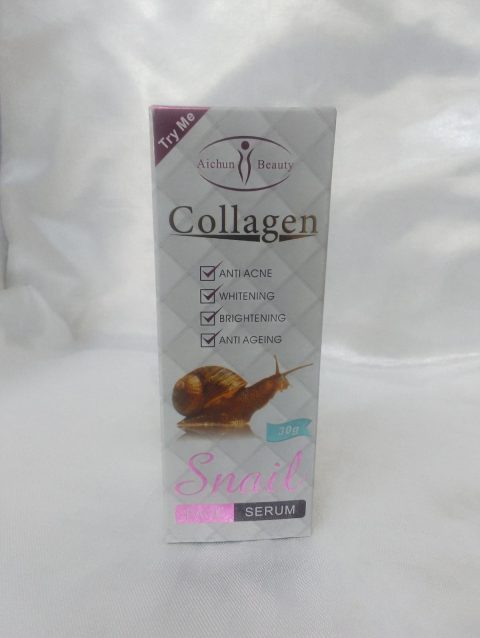 Try Me
Aichun Beauty
Collagen
ANTI ACNE
WHITENING
BRIGHTENING
ANTI AGEING
30g
Snail
SERUM